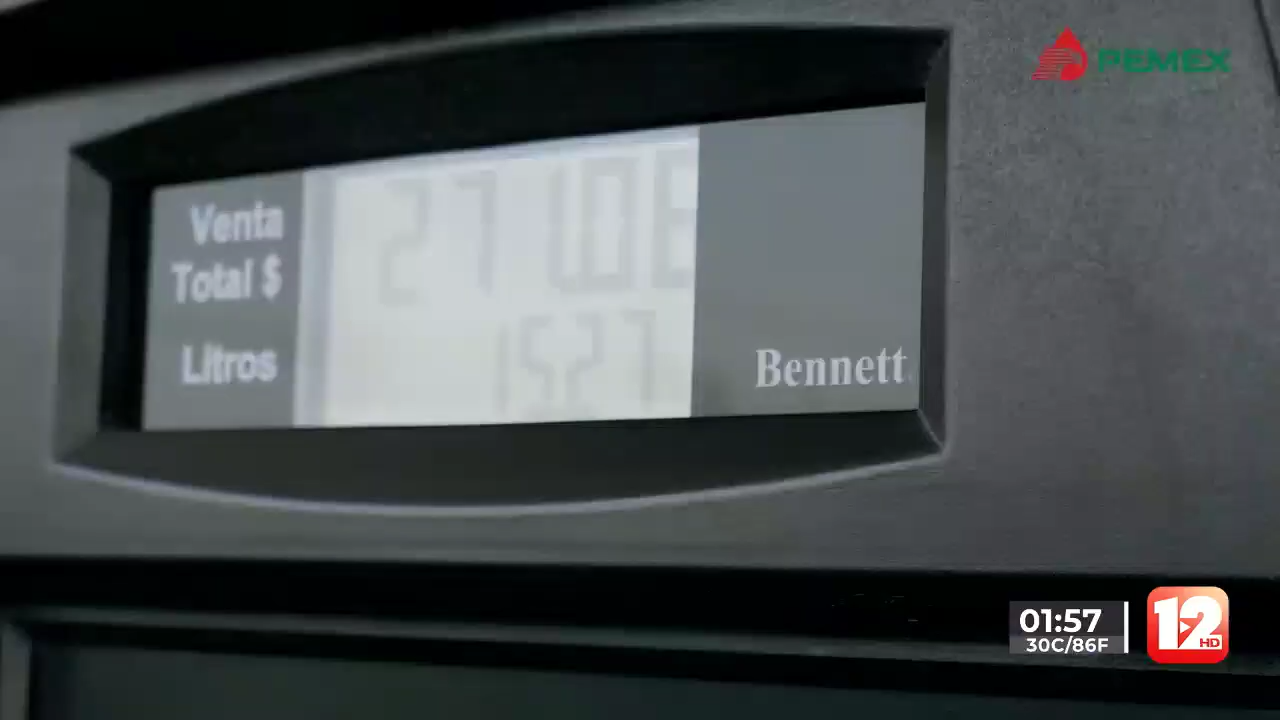 PEMEX
Venta
Total $
Litros
Bennett
01:57
30C/86F
12
HD